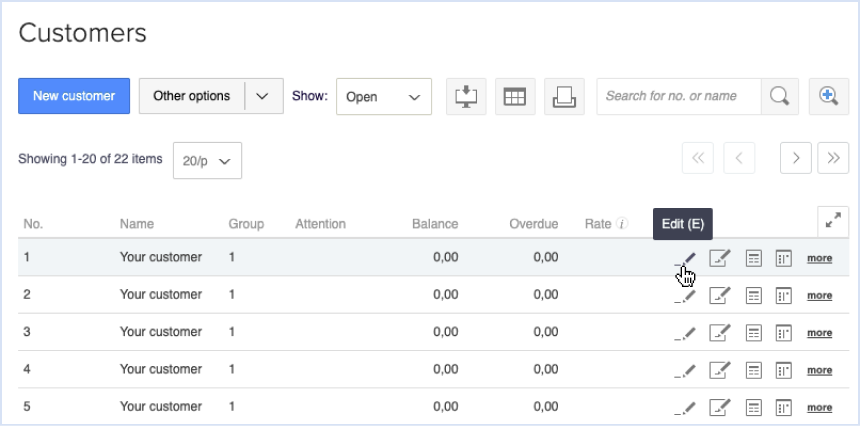 Customers
New customer Other options Show: Open Search for no. or name
Showing 1-20 of 22 items 20/p
No. Name Group Attention Balance Overdue Rate i Edit (E)
1 Your customer 1 0,00 0,00 more
2 Your customer 1 0,00 0,00 more
3 Your customer 1 0,00 0,00 more
4 Your customer 1 0,00 0,00 more
5 Your customer 1 0,00 0,00 more